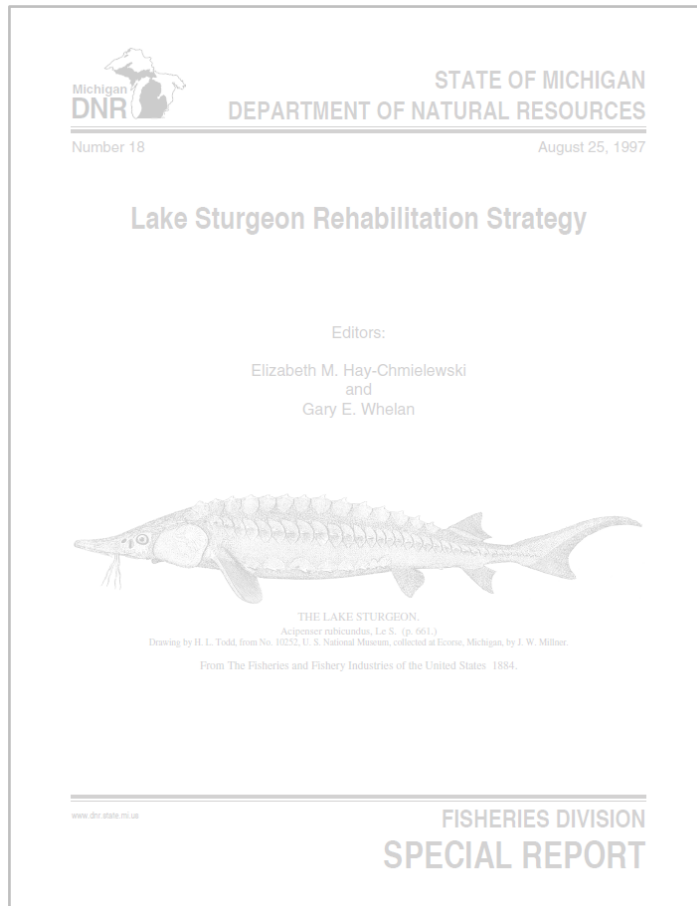 Michigan
DNR
STATE OF MICHIGAN
DEPARTMENT OF NATURAL RESOURCES
Number 18
August 25, 1997
Lake Sturgeon Rehabilitation Strategy
Editors:
Elizabeth M. Hay-Chmielewski
and
Gary E. Whelan
THE LAKE STURGEON.
Acipenser rubicundus, Le S. (p. 661.)
Drawing by H. L. Todd, from No. 10252, U. S. National Museum, collected at Ecorse, Michigan, by J. W. Milner.
From The Fisheries and Fishery Industries of the United States 1884.
www.dnr.state.mi.us
FISHERIES DIVISION
SPECIAL REPORT